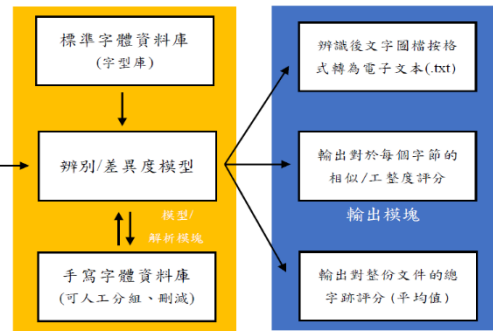 標準字體資料庫
(字型庫)
辨別/差異度模型
模型/
解析模塊
手寫字體資料庫
(可人工分組、刪減)
辨識後文字圖檔按格
式轉為電子文本(.txt)
輸出對於每個字節的
相似/工整度評分
輸出模塊
輸出對整份文件的總
字跡評分(平均值)